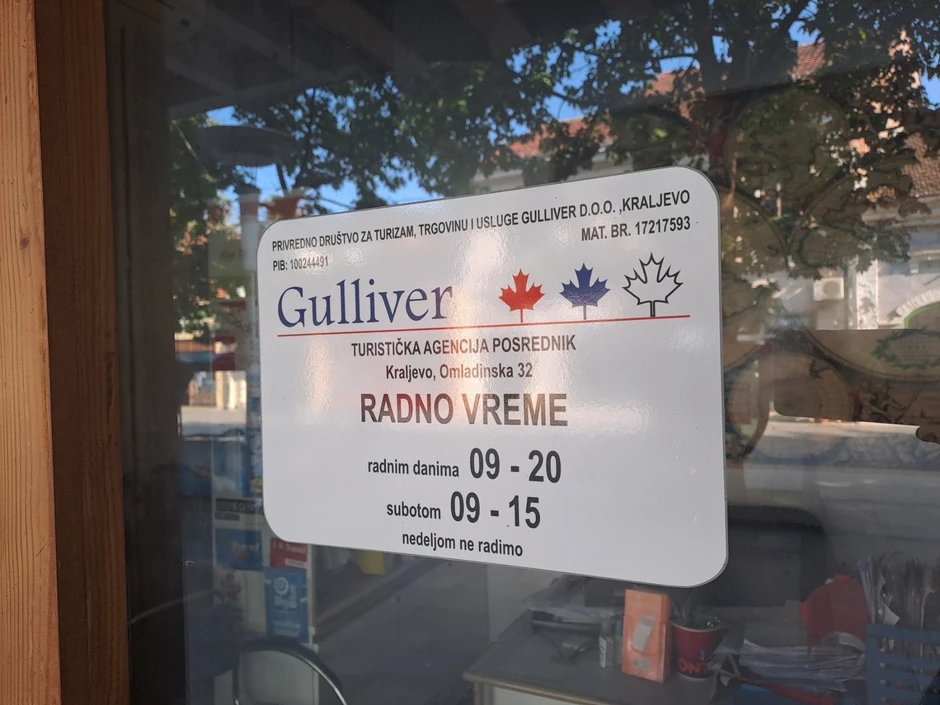 PRIVREDNO DRUŠTVO ZA TURIZAM, TRGOVINU I USLUGE GULLIVER D.O.O. ,KRALJEVO
PIB: 100244491
MAT. BR. 17217593
Gulliver
TURISTIČKA AGENCIJA POSREDNIK
Kraljevo, Omladinska 32
RADNO VREME
radnim danima 09 - 20
subotom 09 - 15
nedeljom ne radimo